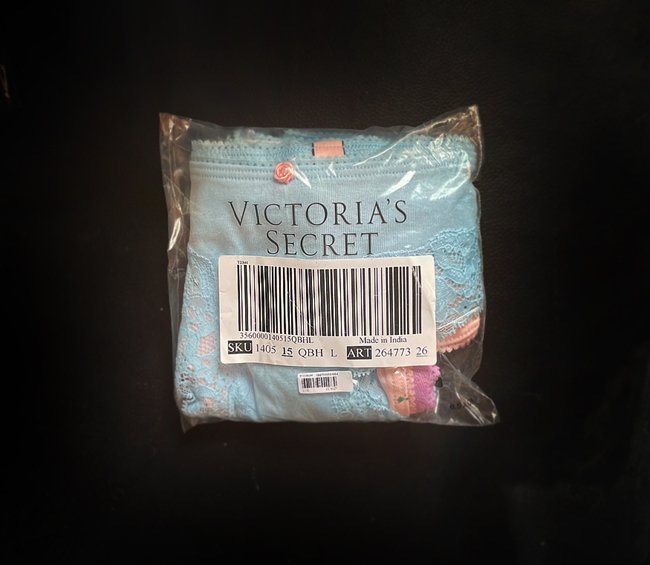 VICTORIA'S
SECRET
3560000140515QBHL
Made in India
SKU 1405 15 QBH L ART 264773 26